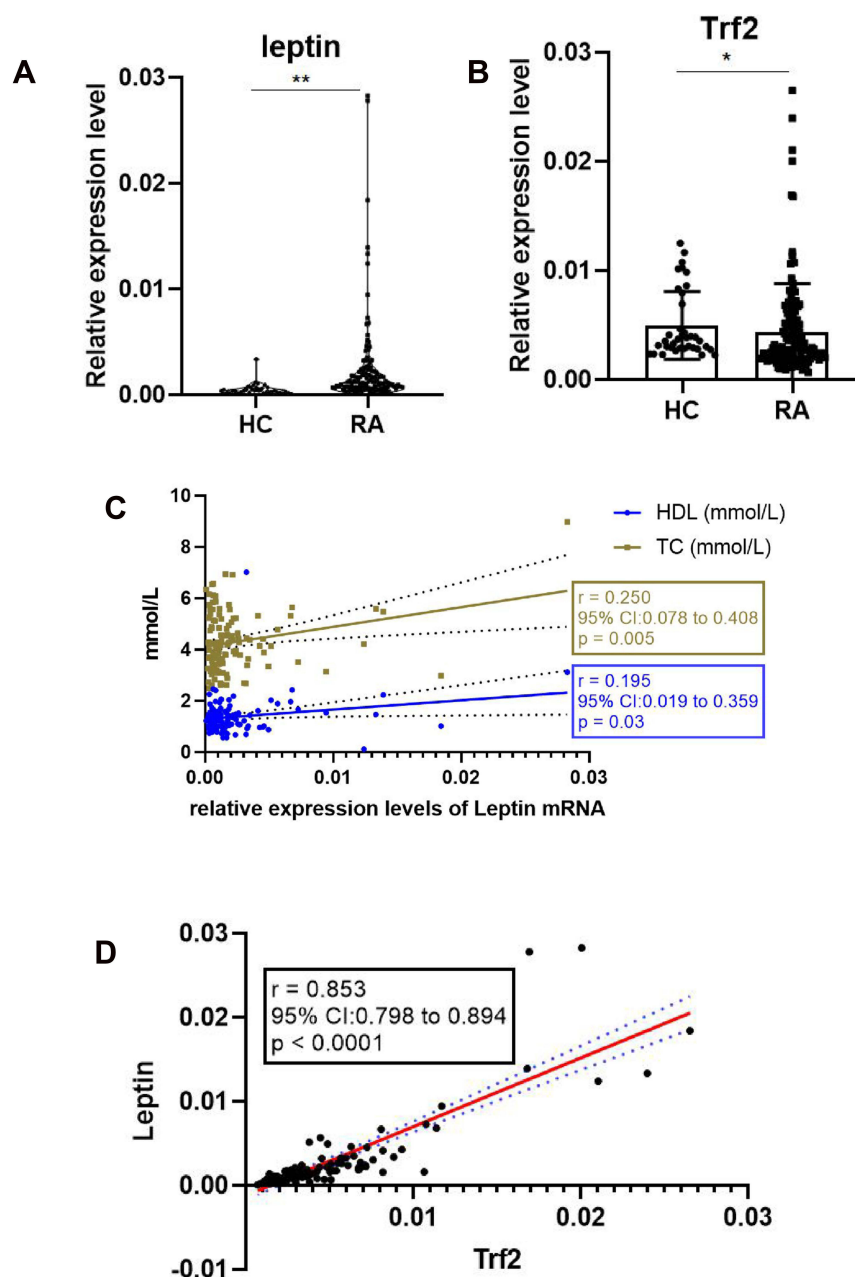 A
leptin
**
Relative expression level
0.03
0.02
0.01
0.00
HC
RA
B
Trf2
*
Relative expression level
0.03
0.02
0.01
0.00
HC
RA
C
mmol/L
10
8
6
4
2
0
0.00
0.01
0.02
0.03
relative expression levels of Leptin mRNA
HDL (mmol/L)
TC (mmol/L)
r = 0.250
95% CI:0.078 to 0.408
p = 0.005
r = 0.195
95% CI:0.019 to 0.359
p = 0.03
D
Leptin
0.03
0.02
0.01
0.00
-0.01
r = 0.853
95% CI:0.798 to 0.894
p < 0.0001
0.01
0.02
0.03
Trf2